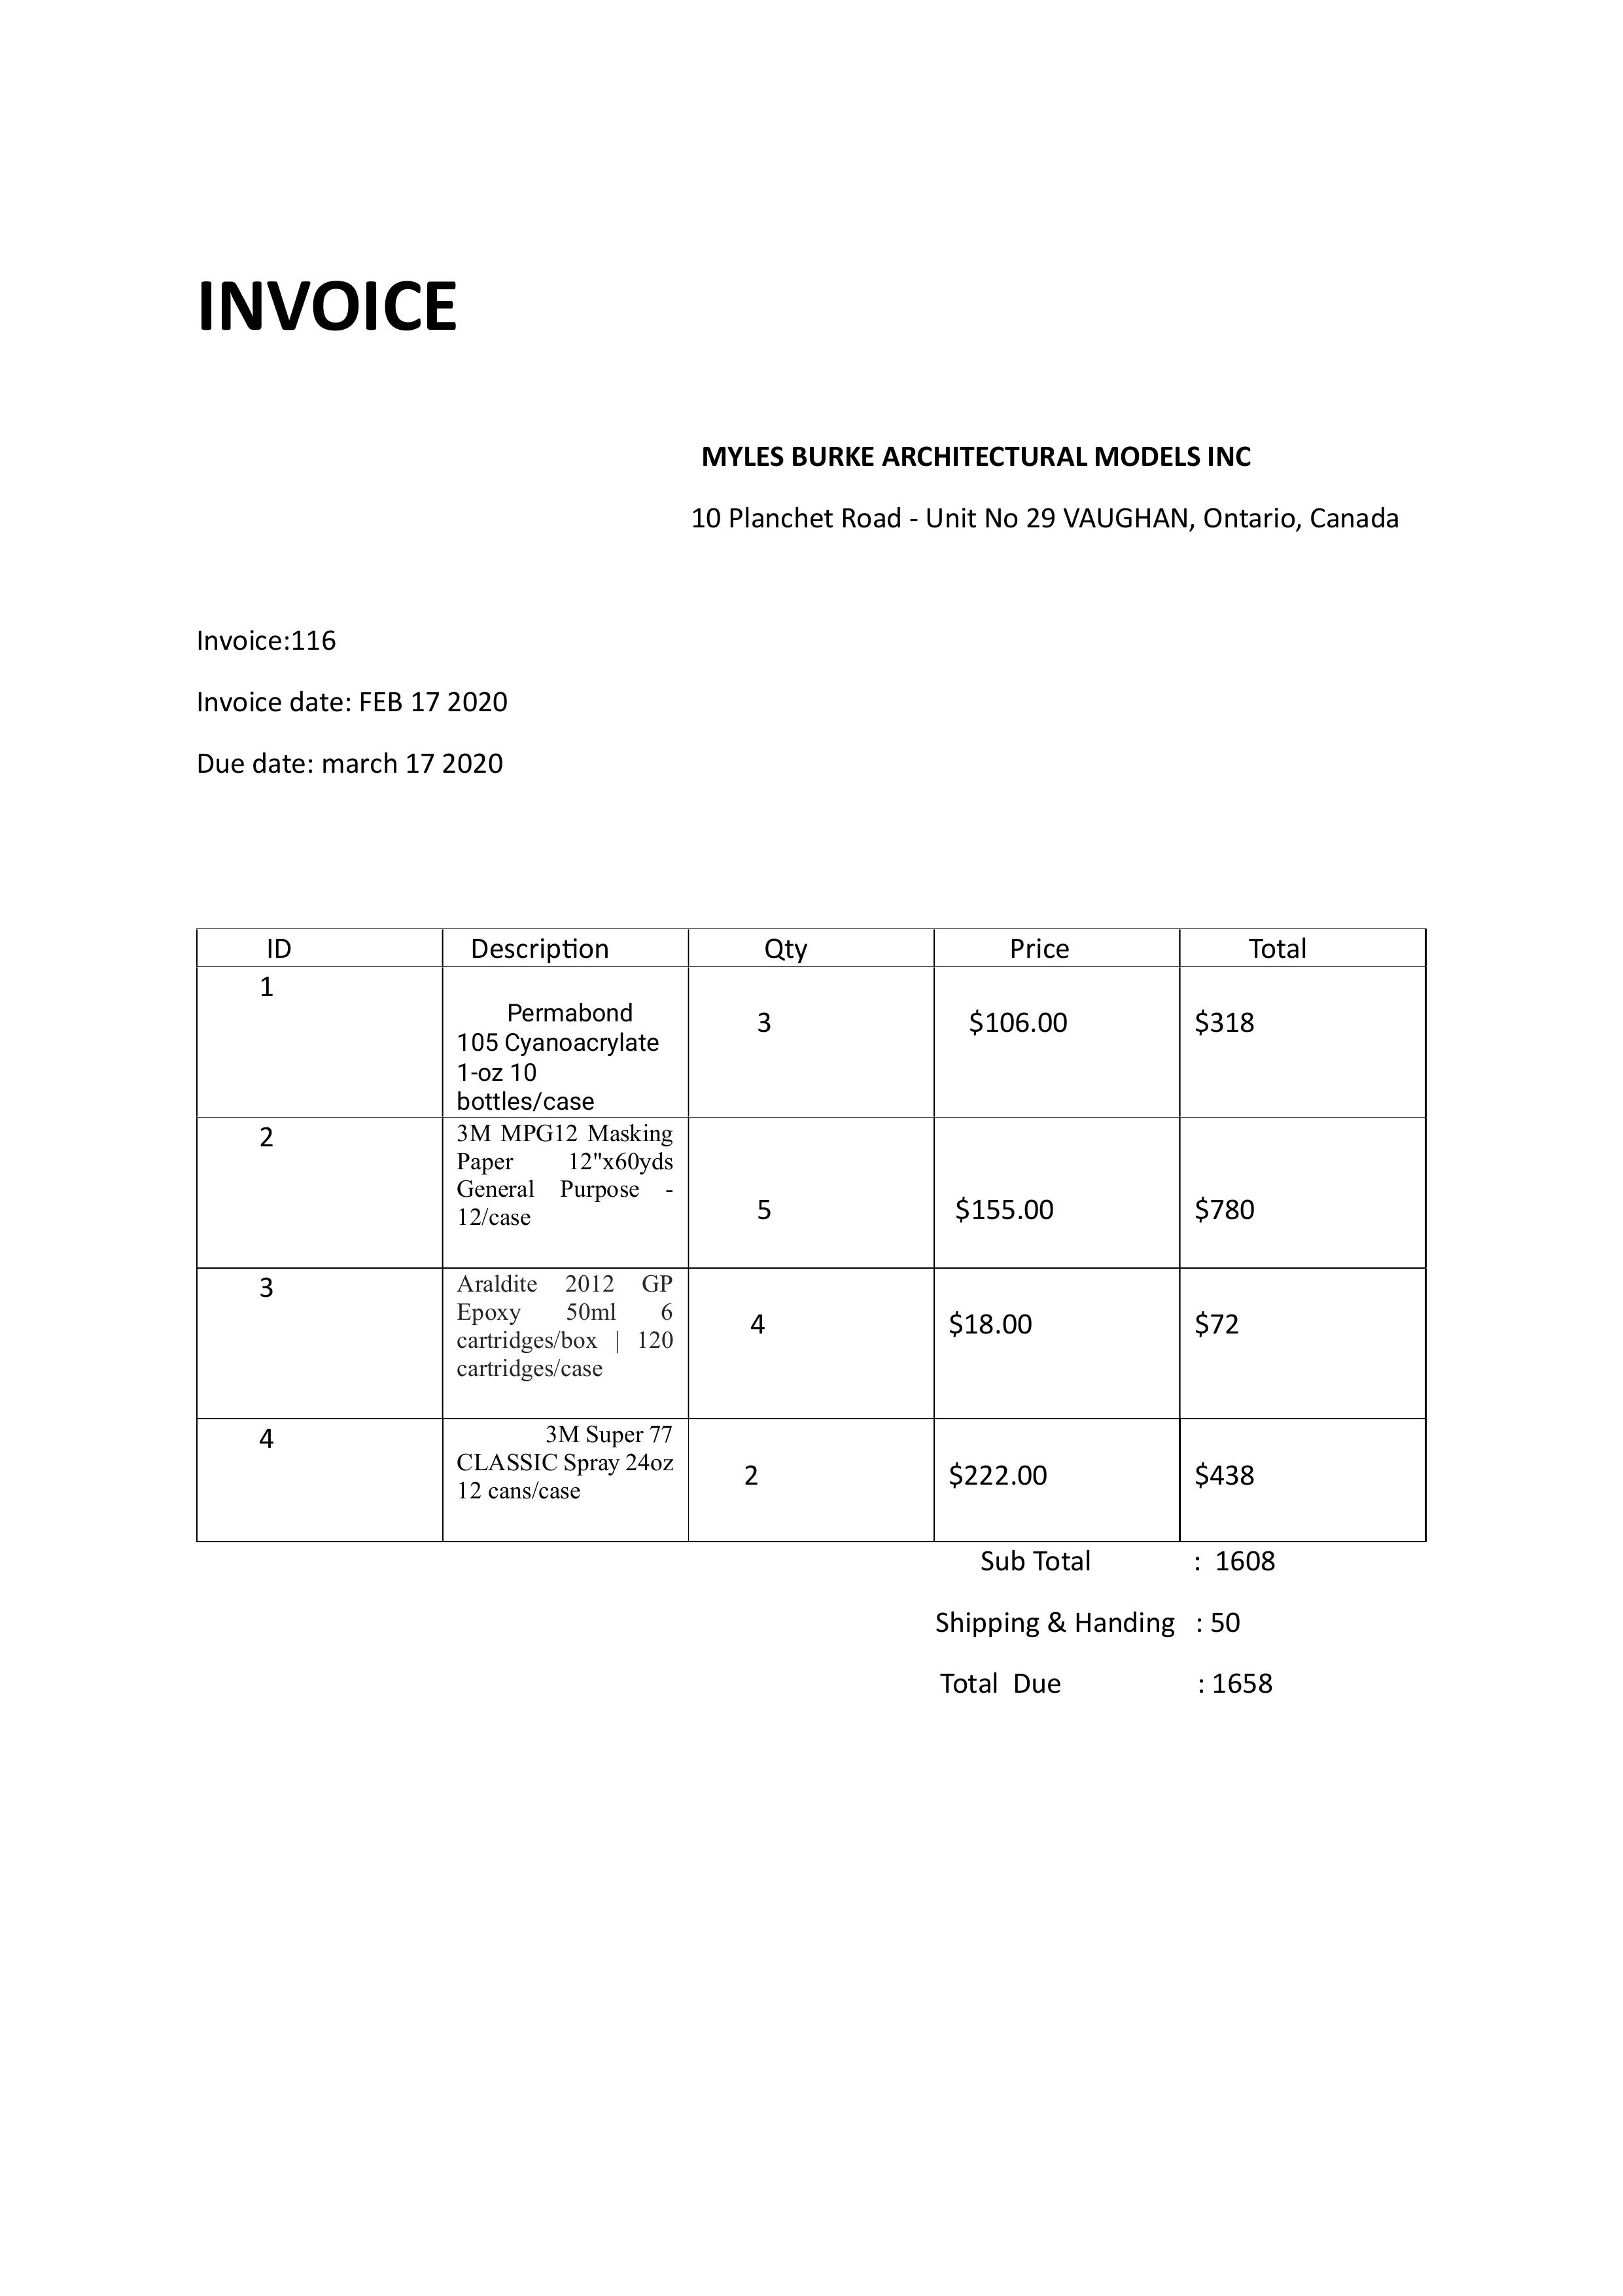 INVOICE
MYLES BURKE ARCHITECTURAL MODELS INC
10 Planchet Road - Unit No 29 VAUGHAN, Ontario, Canada
Invoice:116
Invoice date: FEB 17 2020
Due date: march 17 2020
ID Description Qty Price Total
1
Permabond
105 Cyanoacrylate
1-oz 10
bottles/case
3 $106.00 $318
2
3M MPG12 Masking
Paper 12"x60yds
General Purpose -
12/case
5 $155.00 $780
3
Araldite 2012 GP
Epoxy 50ml 6
cartridges/box | 120
cartridges/case
4 $18.00 $72
4
3M Super 77
CLASSIC Spray 24oz
12 cans/case
2 $222.00 $438
Sub Total : 1608
Shipping & Handing : 50
Total Due : 1658